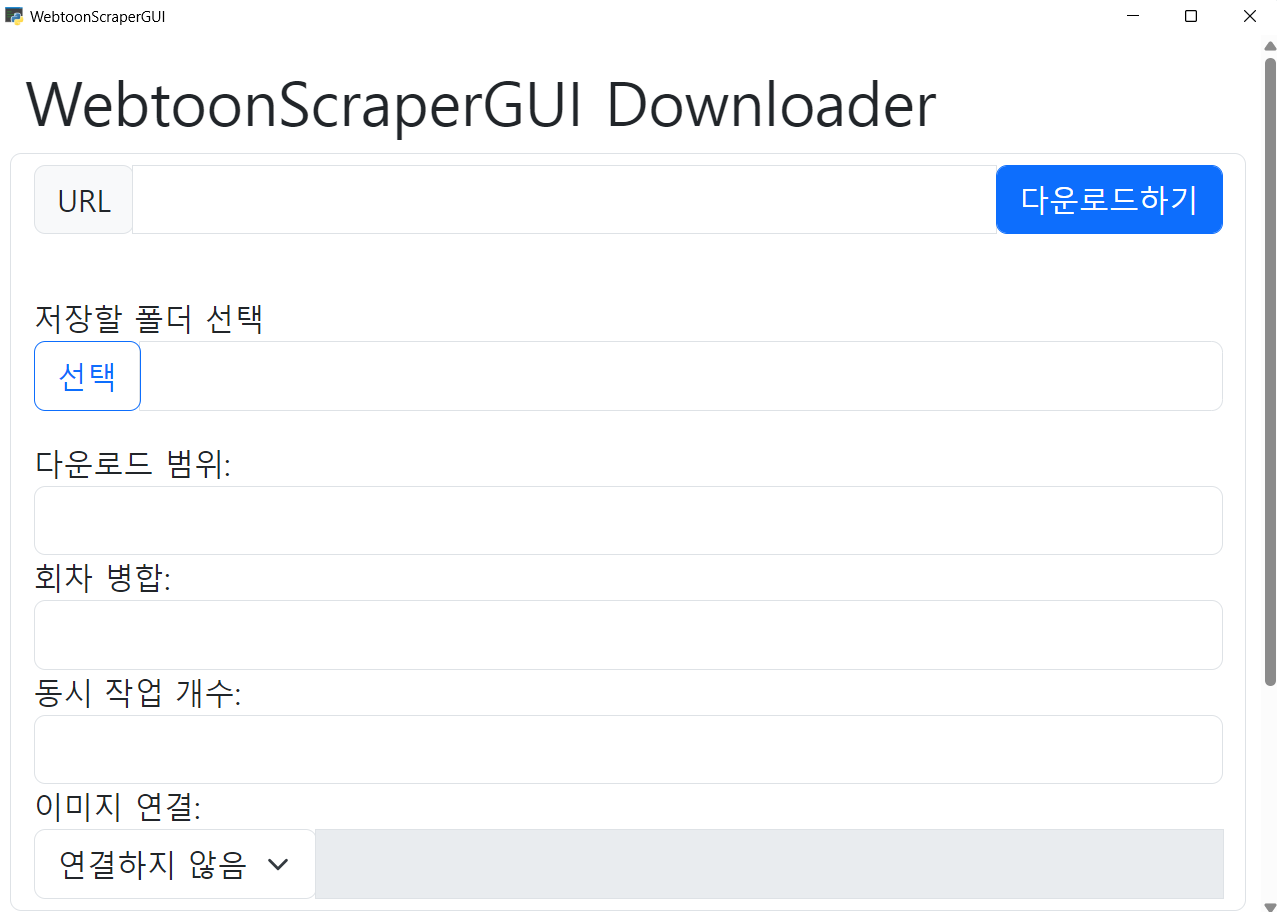 WebtoonScraperGUI
WebtoonScraperGUI Downloader
URL 다운로드하기
저장할 폴더 선택
선택
다운로드 범위:
회차 병합:
동시 작업 개수:
이미지 연결:
연결하지 않음